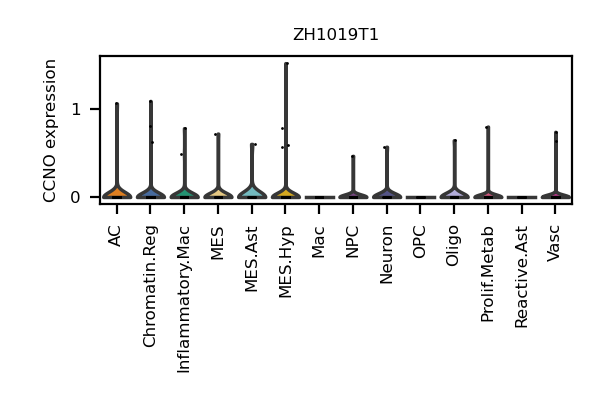 ZH1019T1
CCNO expression
1
0
AC
Chromatin.Reg
Inflammatory.Mac
MES
MES.Ast
MES.Hyp
Mac
NPC
Neuron
OPC
Oligo
Prolif.Metab
Reactive.Ast
Vasc